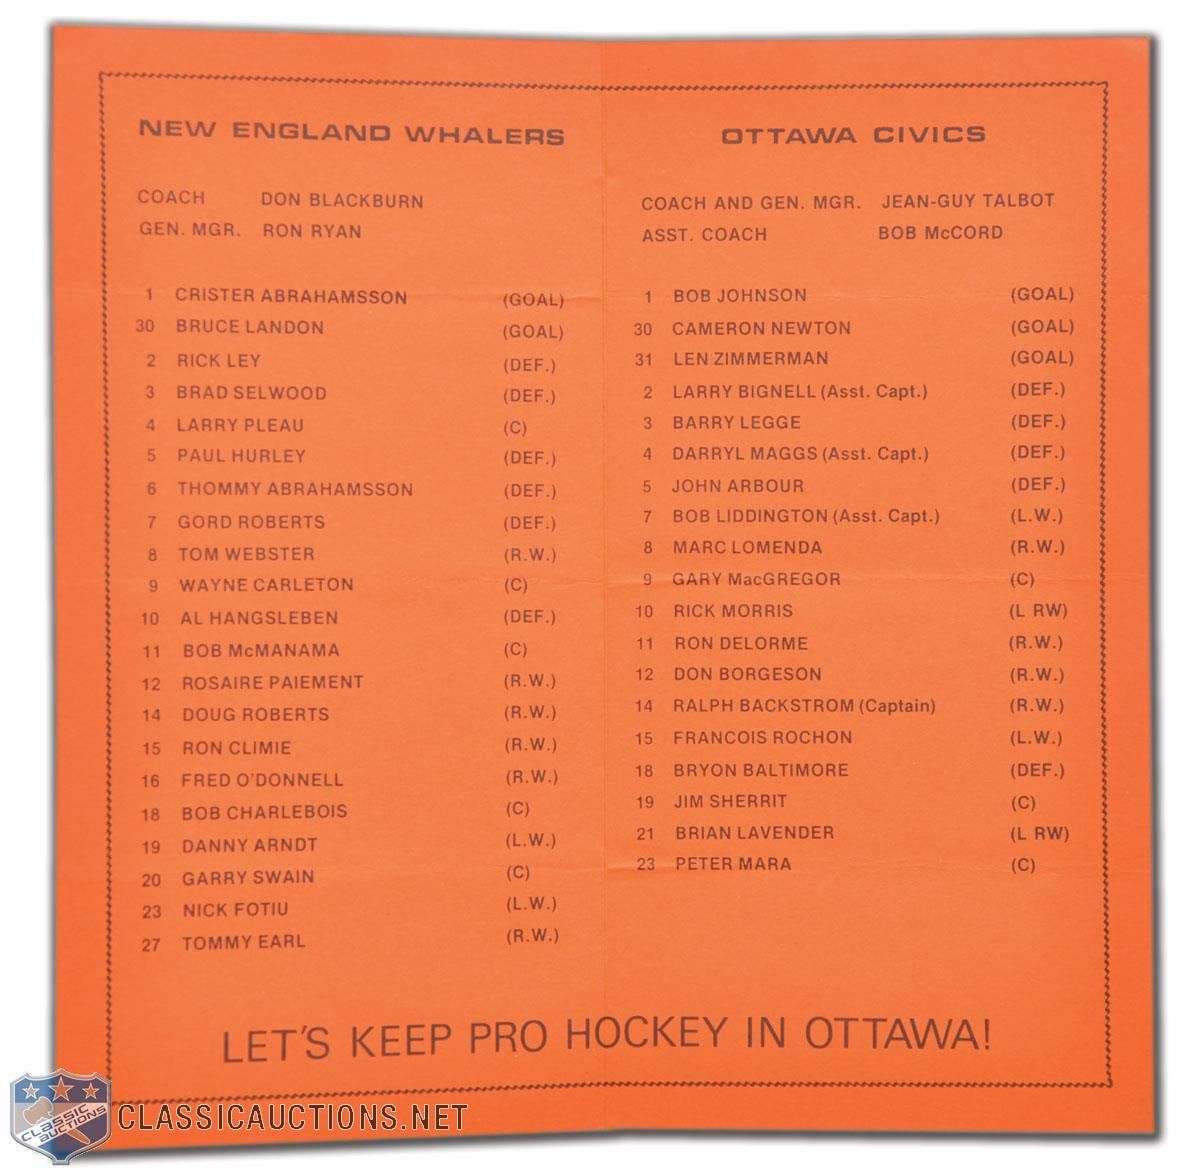 NEW ENGLAND WHALERS
COACH DON BLACKBURN
GEN. MGR. RON RYAN
1 CRISTER ABRAHAMSSON (GOAL)
30 BRUCE LANDON (GOAL)
2 RICK LEY (DEF.)
3 BRAD SELWOOD (DEF.)
4 LARRY PLEAU (C)
5 PAUL HURLEY (DEF.)
6 THOMMY ABRAHAMSSON (DEF.)
7 GORD ROBERTS (DEF.)
8 TOM WEBSTER (R.W.)
9 WAYNE CARLETON (C)
10 AL HANGSLEBEN (DEF.)
11 BOB McMANAMA (C)
12 ROSAIRE PAIEMENT (R.W.)
14 DOUG ROBERTS (R.W.)
15 RON CLIMIE (R.W.)
16 FRED O'DONNELL (R.W.)
18 BOB CHARLEBOIS (C)
19 DANNY ARNDT (L.W.)
20 GARRY SWAIN (C)
23 NICK FOTIU (L.W.)
27 TOMMY EARL (R.W.)
OTTAWA CIVICS
COACH AND GEN. MGR. JEAN-GUY TALBOT
ASST. COACH BOB McCORD
1 BOB JOHNSON (GOAL)
30 CAMERON NEWTON (GOAL)
31 LEN ZIMMERMAN (GOAL)
2 LARRY BIGNELL (Asst. Capt.) (DEF.)
3 BARRY LEGGE (DEF.)
4 DARRYL MAGGS (Asst. Capt.) (DEF.)
5 JOHN ARBOUR (DEF.)
7 BOB LIDDINGTON (Asst. Capt.) (L.W.)
8 MARC LOMENDA (R.W.)
9 GARY MacGREGOR (C)
10 RICK MORRIS (L RW)
11 RON DELORME (R.W.)
12 DON BORGESON (R.W.)
14 RALPH BACKSTROM (Captain) (R.W.)
15 FRANCOIS ROCHON (L.W.)
18 BRYON BALTIMORE (DEF.)
19 JIM SHERRIT (C)
21 BRIAN LAVENDER (L RW)
23 PETER MARA (C)
LET'S KEEP PRO HOCKEY IN OTTAWA!
CLASSIC
AUCTIONS
CLASSICAUCTIONS.NET